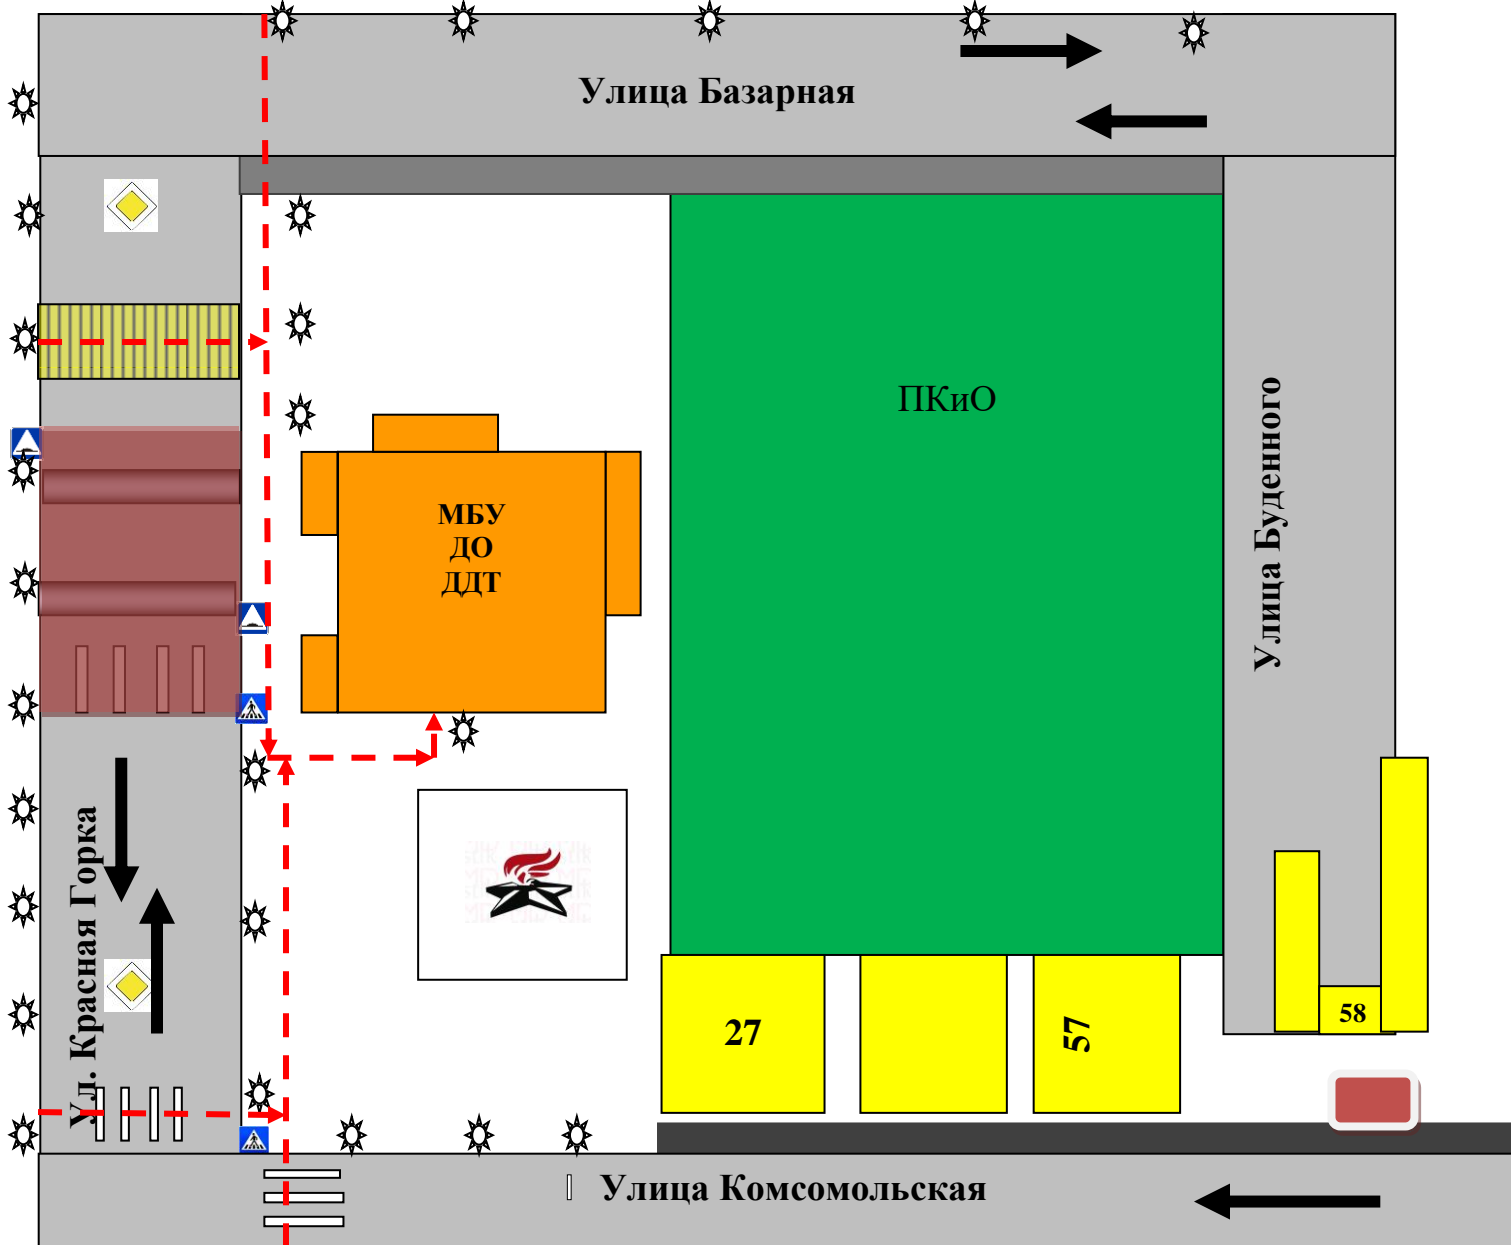 Улица Базарная
ПКиО
МБУ
ДО
ДДТ
Улица Буденного
Ул. Красная Горка
27
57
58
Улица Комсомольская